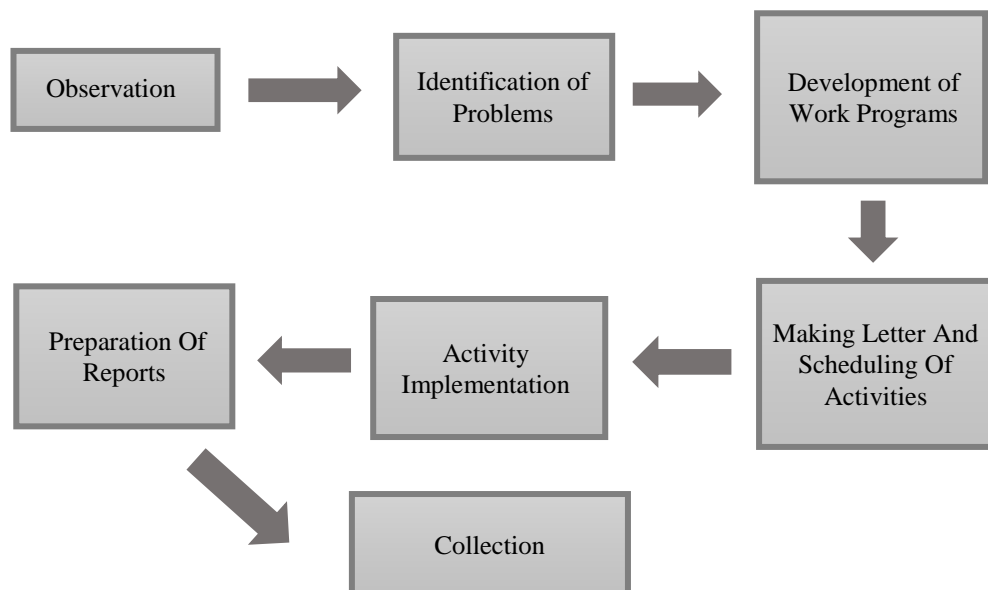 Observation
Identification of
Problems
Development of
Work Programs
Making Letter And
Scheduling Of
Activities
Activity
Implementation
Preparation Of
Reports
Collection